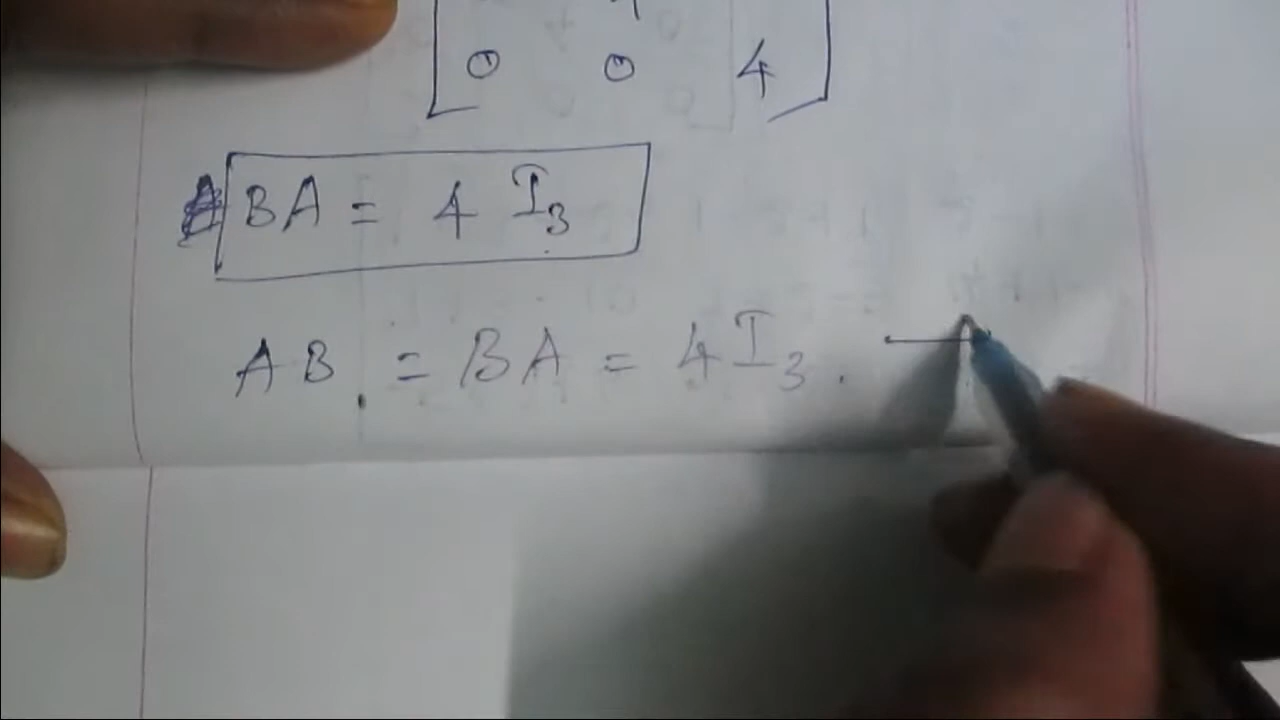 0 0 4
BA = 4 I₃
AB = BA = 4 I₃.